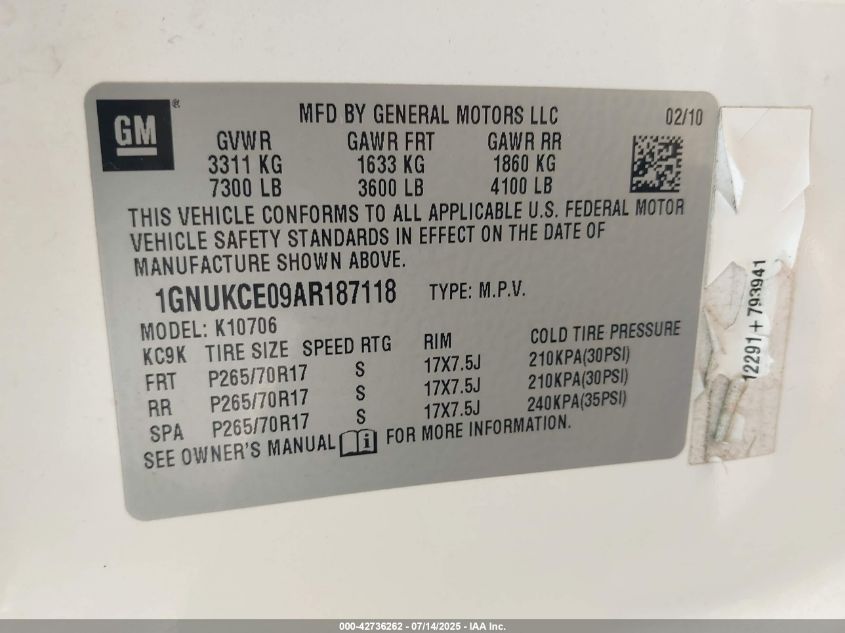 GM®
MFD BY GENERAL MOTORS LLC 02/10
GVWR GAWR FRT GAWR RR
3311 KG 1633 KG 1860 KG
7300 LB 3600 LB 4100 LB
THIS VEHICLE CONFORMS TO ALL APPLICABLE U.S. FEDERAL MOTOR
VEHICLE SAFETY STANDARDS IN EFFECT ON THE DATE OF
MANUFACTURE SHOWN ABOVE.
1GNUKCE09AR187118 TYPE: M.P.V.
MODEL: K10706
KC9K TIRE SIZE SPEED RTG RIM COLD TIRE PRESSURE
FRT P265/70R17 S 17X7.5J 210KPA(30PSI)
RR P265/70R17 S 17X7.5J 210KPA(30PSI)
SPA P265/70R17 S 17X7.5J 240KPA(35PSI)
SEE OWNER'S MANUAL i FOR MORE INFORMATION.
12291+793941
000-42736262 - 07/14/2025 - IAA Inc.